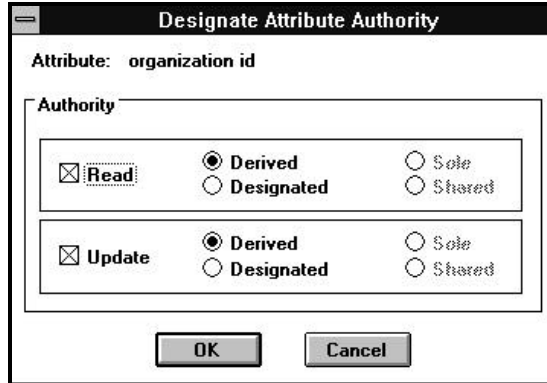 Designate Attribute Authority
Attribute: organization id
Authority
Read Derived Sole
Designated Shared
Update Derived Sole
Designated Shared
OK Cancel